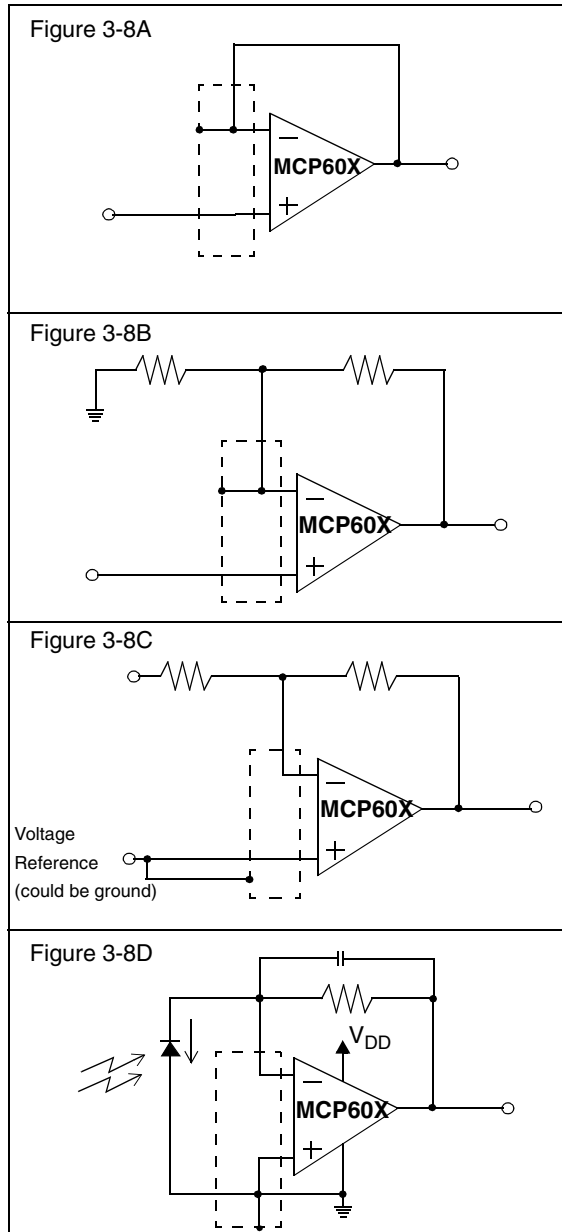 Figure 3-8A
−
MCP60X
+
Figure 3-8B
−
MCP60X
+
Figure 3-8C
−
MCP60X
+
Voltage
Reference
(could be ground)
Figure 3-8D
VDD
−
MCP60X
+